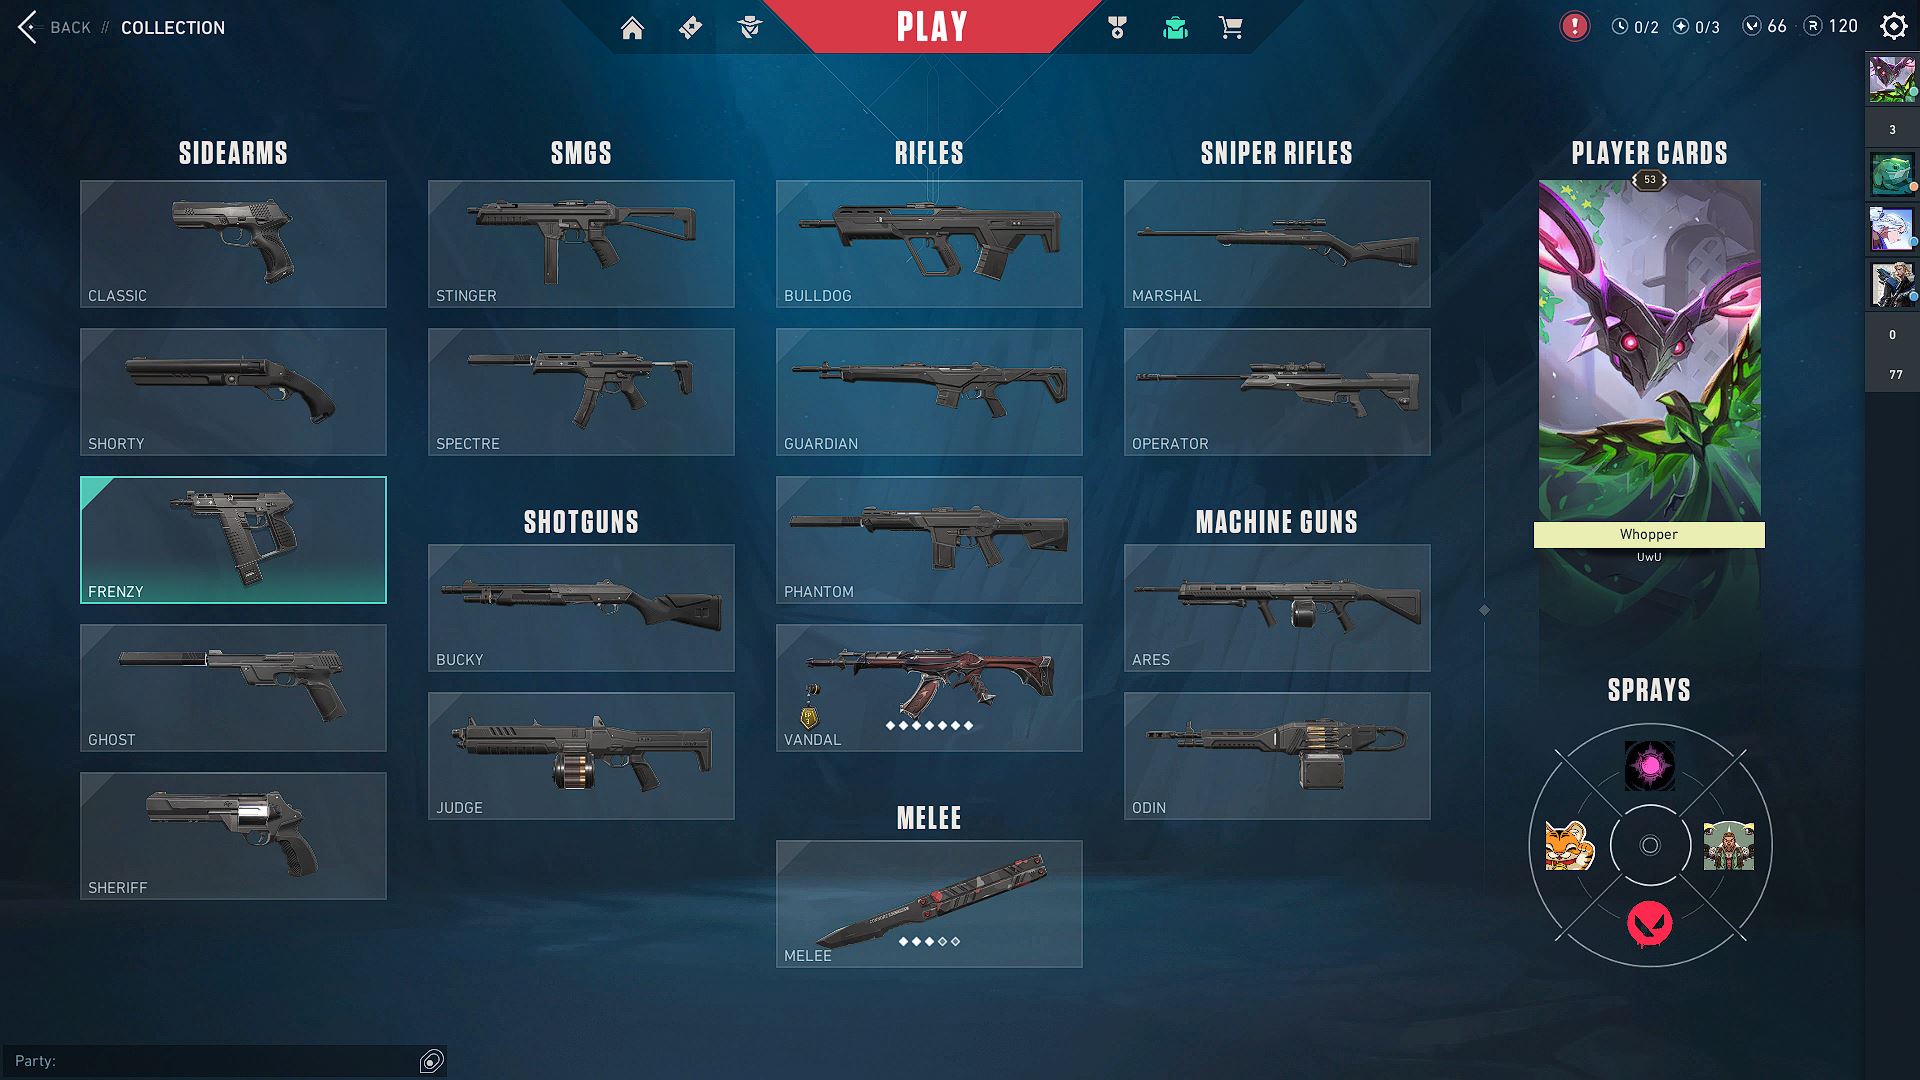 BACK // COLLECTION
PLAY
0/2
0/3
66
120
SIDEARMS
CLASSIC
SHORTY
FRENZY
GHOST
SHERIFF
SMGS
STINGER
SPECTRE
SHOTGUNS
BUCKY
JUDGE
RIFLES
BULLDOG
GUARDIAN
PHANTOM
VANDAL
MELEE
MELEE
SNIPER RIFLES
MARSHAL
OPERATOR
MACHINE GUNS
ARES
ODIN
PLAYER CARDS
53
Whopper
UwU
SPRAYS
3
0
77
Party: